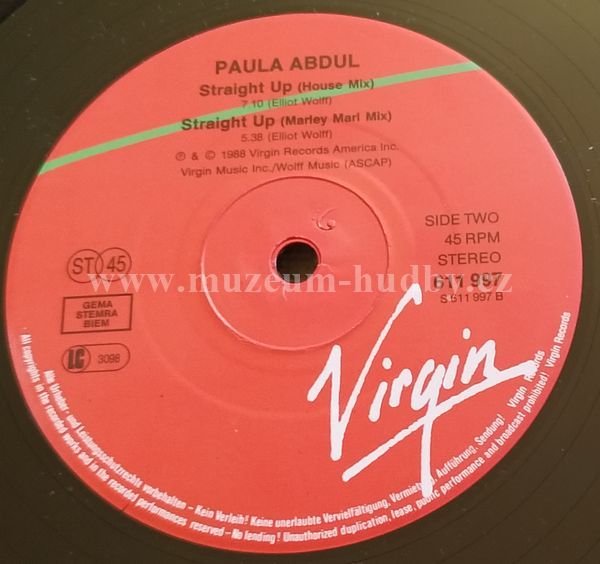 PAULA ABDUL
Straight Up (House Mix)
7.10 (Elliot Wolff)
Straight Up (Marley Marl Mix)
5.38 (Elliot Wolff)
℗ & © 1988 Virgin Records America Inc.
Virgin Music Inc./Wolff Music (ASCAP)
SIDE TWO
45 RPM
STEREO
611 997
S 611 997 B
ST 45
GEMA
STEMRA
BIEM
LC 3098
www.muzeum-hudby.cz
Virgin
Alle Urheber- und Leistungsschutzrechte vorbehalten – Kein Verleih! Keine unerlaubte Vervielfältigung, Vermietung, Aufführung, Sendung! Virgin Records
All copyrights in the recorded works and in the recorded performances reserved – No lending! Unauthorized duplication, lease, public performance and broadcast prohibited! Virgin Records